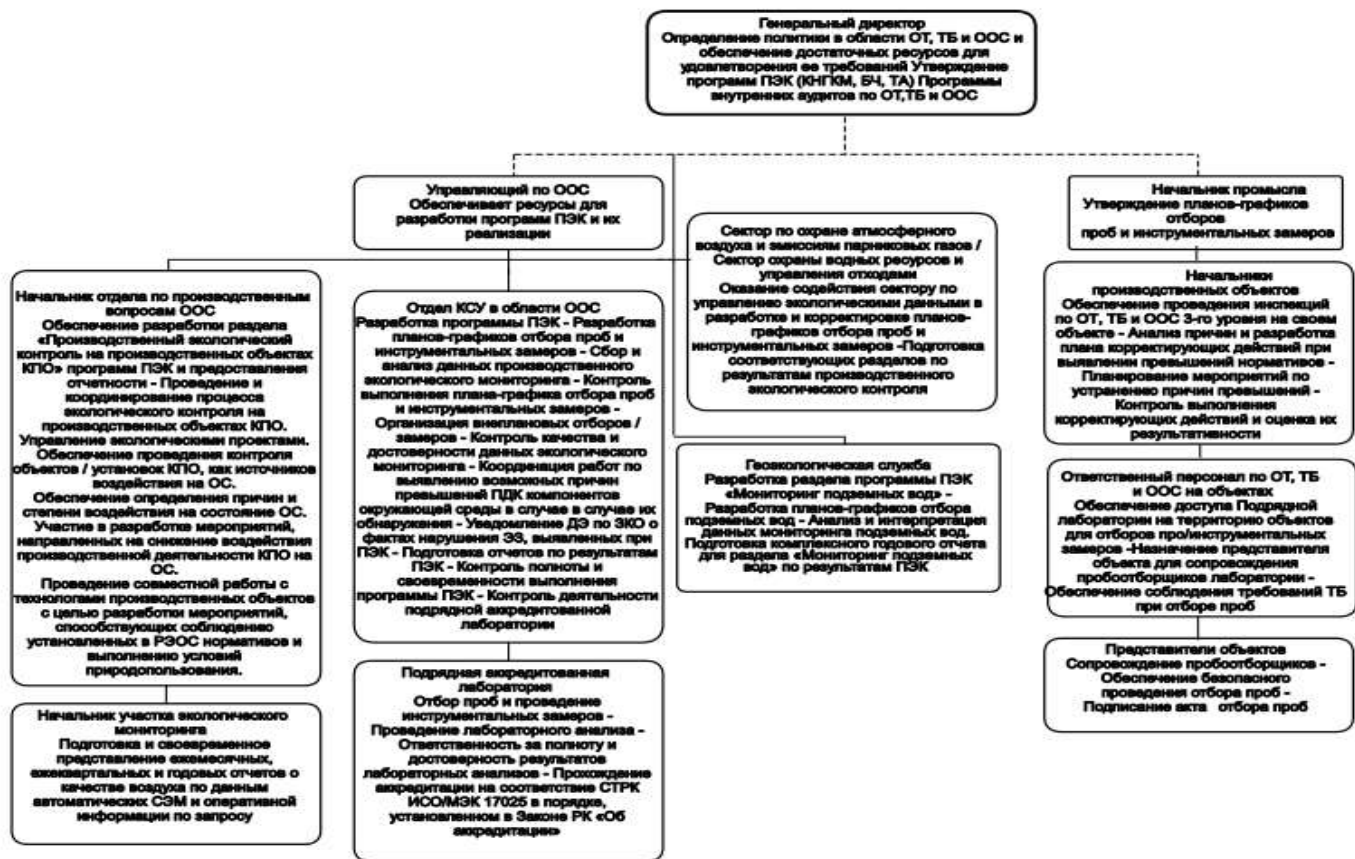 Генеральный директор
Определение политики в области ОТ, ТБ и ООС и
обеспечение достаточных ресурсов для
удовлетворения ее требований Утверждение
программ ПЭК (КНГКМ, БЧ, ТА) Программы
внутренних аудитов по ОТ,ТБ и ООС
Управляющий по ООС
Обеспечивает ресурсы для
разработки программ ПЭК и их
реализации
Начальник промысла
Утверждение планов-графиков
отборов
проб и инструментальных замеров
Сектор по охране атмосферного
воздуха и эмиссиям парниковых газов /
Сектор охраны водных ресурсов и
управления отходами
Оказание содействия сектору по
управлению экологическими данными в
разработке и корректировке планов-
графиков отбора проб и
инструментальных замеров -Подготовка
соответствующих разделов по
результатам производственного
экологического контроля
Начальник отдела по производственным
вопросам ООС
Обеспечение разработки раздела
«Производственный экологический
контроль на производственных объектах
КПО» программ ПЭК и предоставления
отчетности - Проведение и
координирование процесса
экологического контроля на
производственных объектах КПО.
Управление экологическими проектами.
Обеспечение проведения контроля
объектов / установок КПО, как источников
воздействия на ОС.
Обеспечение определения причин и
степени воздействия на состояние ОС.
Участие в разработке мероприятий,
направленных на снижение воздействия
производственной деятельности КПО на
ОС.
Проведение совместной работы с
технологами производственных объектов
с целью разработки мероприятий,
способствующих соблюдению
установленных в РЭОС нормативов и
выполнению условий
природопользования.
Отдел КСУ в области ООС
Разработка программы ПЭК - Разработка
планов-графиков отбора проб и
инструментальных замеров - Сбор и
анализ данных производственного
экологического мониторинга - Контроль
выполнения плана-графика отбора проб
и инструментальных замеров -
Организация внеплановых отборов /
замеров - Контроль качества и
достоверности данных экологического
мониторинга - Координация работ по
выявлению возможных причин
превышений ПДК компонентов
окружающей среды в случае в случае их
обнаружения - Уведомление ДЭ по ЗКО о
фактах нарушения ЭЗ, выявленных при
ПЭК - Подготовка отчетов по результатам
ПЭК - Контроль полноты и
своевременности выполнения
программы ПЭК - Контроль деятельности
подрядной аккредитованной
лаборатории
Начальники
производственных объектов
Обеспечение проведения инспекций
по ОТ, ТБ и ООС 3-го уровня на своем
объекте - Анализ причин и разработка
плана корректирующих действий при
выявлении превышений нормативов -
Планирование мероприятий по
устранению причин превышений -
Контроль выполнения
корректирующих действий и оценка их
результативности
Геоэкологическая служба
Разработка раздела программы ПЭК
«Мониторинг подземных вод» -
Разработка планов-графиков отбора
подземных вод - Анализ и интерпретация
данных мониторинга подземных вод.
Подготовка комплексного годового отчета
для раздела «Мониторинг подземных
вод» по результатам ПЭК
Ответственный персонал по ОТ, ТБ
и ООС на объектах
Обеспечение доступа Подрядной
лаборатории на территорию объектов
для отборов про/инструментальных
замеров -Назначение представителя
объекта для сопровождения
пробоотборщиков лаборатории -
Обеспечение соблюдения требований ТБ
при отборе проб
Представители объектов
Сопровождение пробоотборщиков -
Обеспечение безопасного
проведения отбора проб -
Подписание акта отбора проб
Подрядная аккредитованная
лаборатория
Отбор проб и проведение
инструментальных замеров -
Проведение лабораторного анализа -
Ответственность за полноту и
достоверность результатов
лабораторных анализов - Прохождение
аккредитации на соответствие СТРК
ИСО/МЭК 17025 в порядке,
установленном в Законе РК «Об
аккредитации»
Начальник участка экологического
мониторинга
Подготовка и своевременное
представление ежемесячных,
ежеквартальных и годовых отчетов о
качестве воздуха по данным
автоматических СЭМ и оперативной
информации по запросу